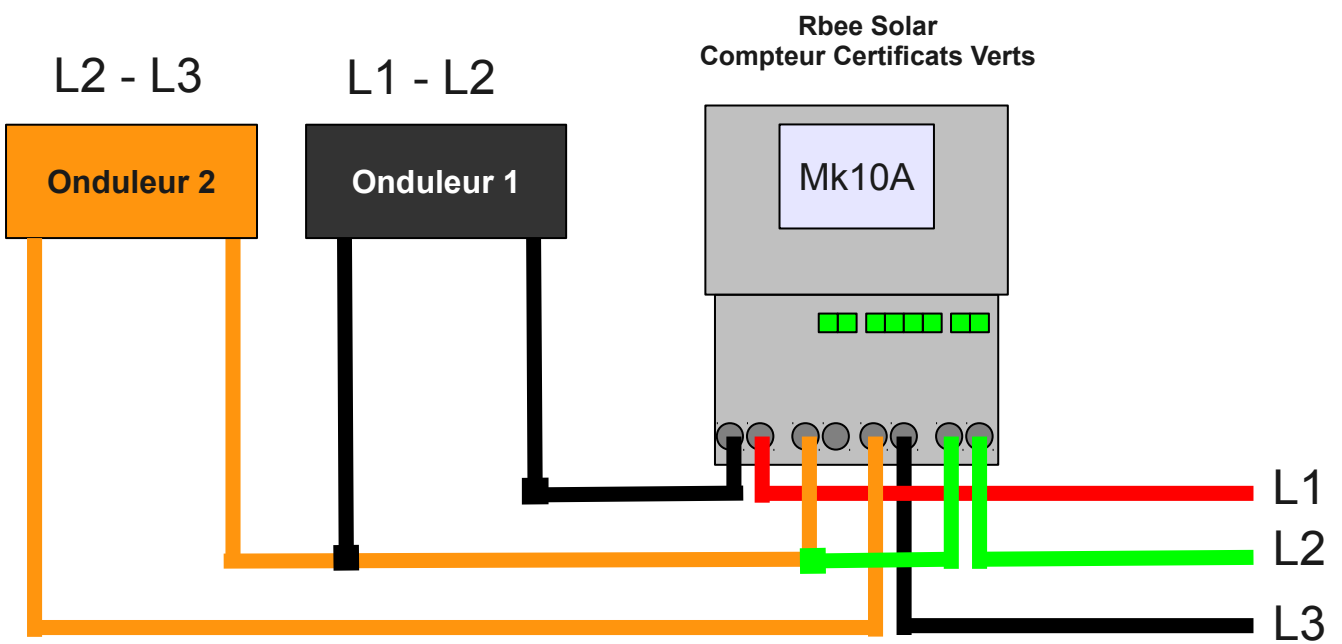 Rbee Solar
Compteur Certificats Verts
L2 - L3
L1 - L2
Onduleur 2
Onduleur 1
Mk10A
L1
L2
L3